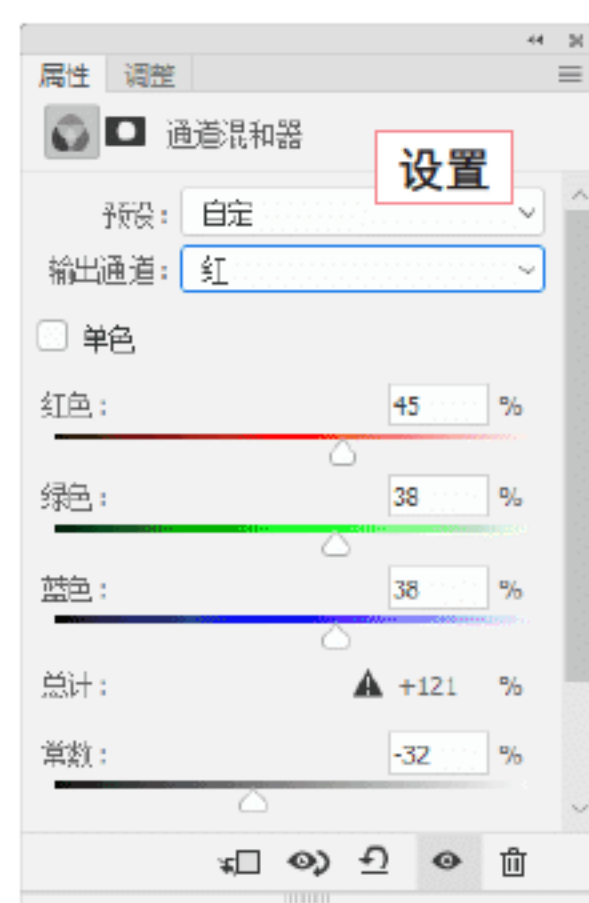 属性 调整
通道混和器
设置
预设： 自定
输出通道： 红
单色
红色： 45 %
绿色： 38 %
蓝色： 38 %
总计： +121 %
常数： -32 %